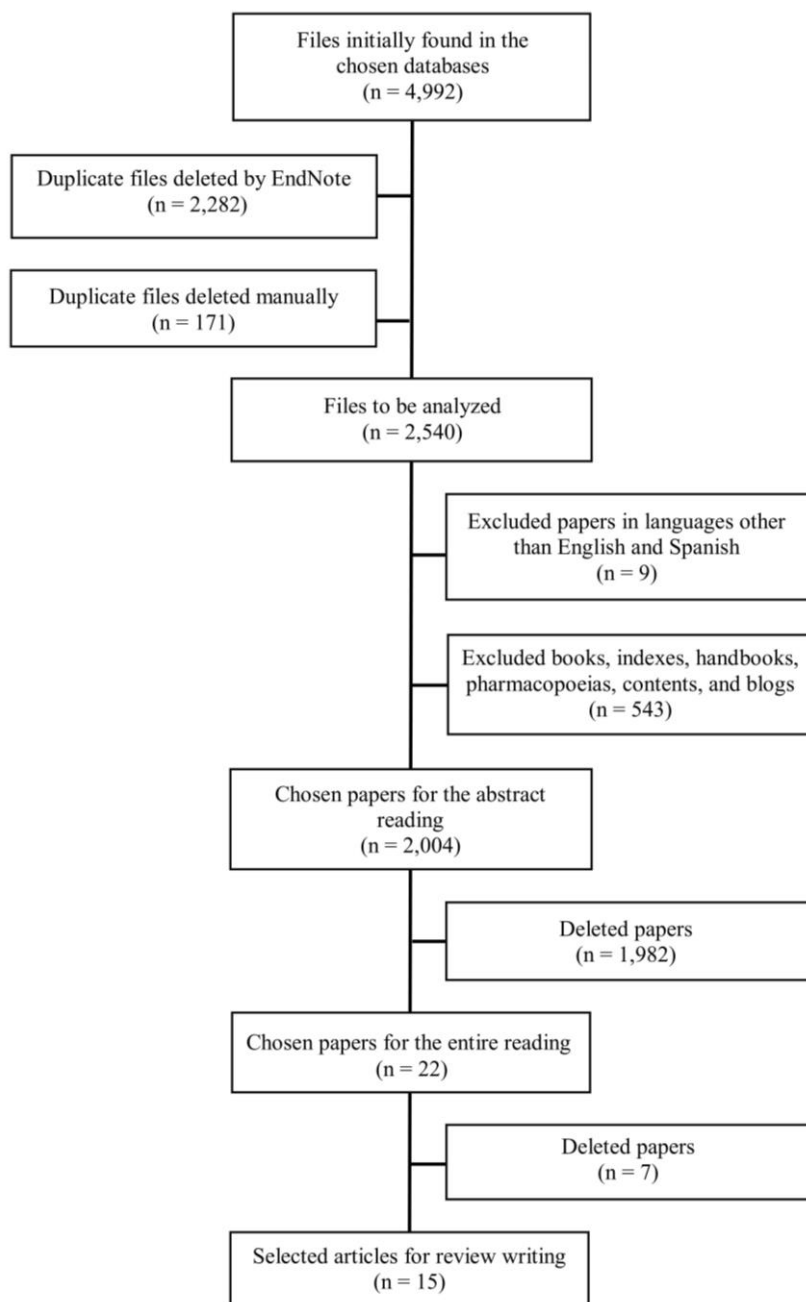 Files initially found in the
chosen databases
(n = 4,992)
Duplicate files deleted by EndNote
(n = 2,282)
Duplicate files deleted manually
(n = 171)
Files to be analyzed
(n = 2,540)
Excluded papers in languages other
than English and Spanish
(n = 9)
Excluded books, indexes, handbooks,
pharmacopoeias, contents, and blogs
(n = 543)
Chosen papers for the abstract
reading
(n = 2,004)
Deleted papers
(n = 1,982)
Chosen papers for the entire reading
(n = 22)
Deleted papers
(n = 7)
Selected articles for review writing
(n = 15)